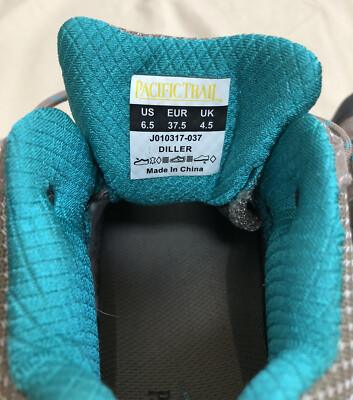 PACIFIC TRAIL
US EUR UK
6.5 37.5 4.5
J010317-037
DILLER
Made In China